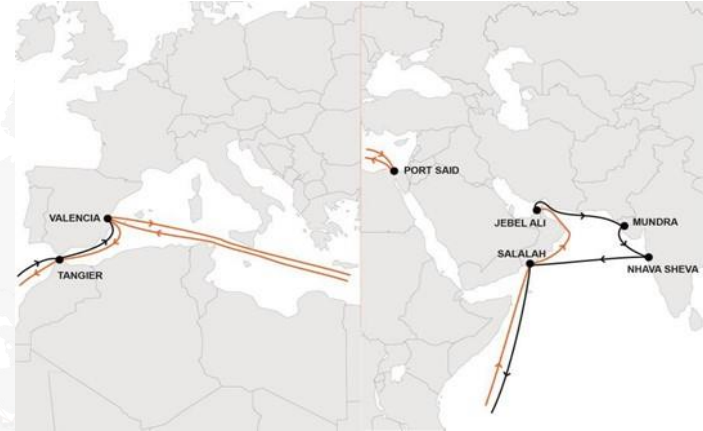 VALENCIA
TANGIER
PORT SAID
JEBEL ALI
MUNDRA
SALALAH
NHAVA SHEVA